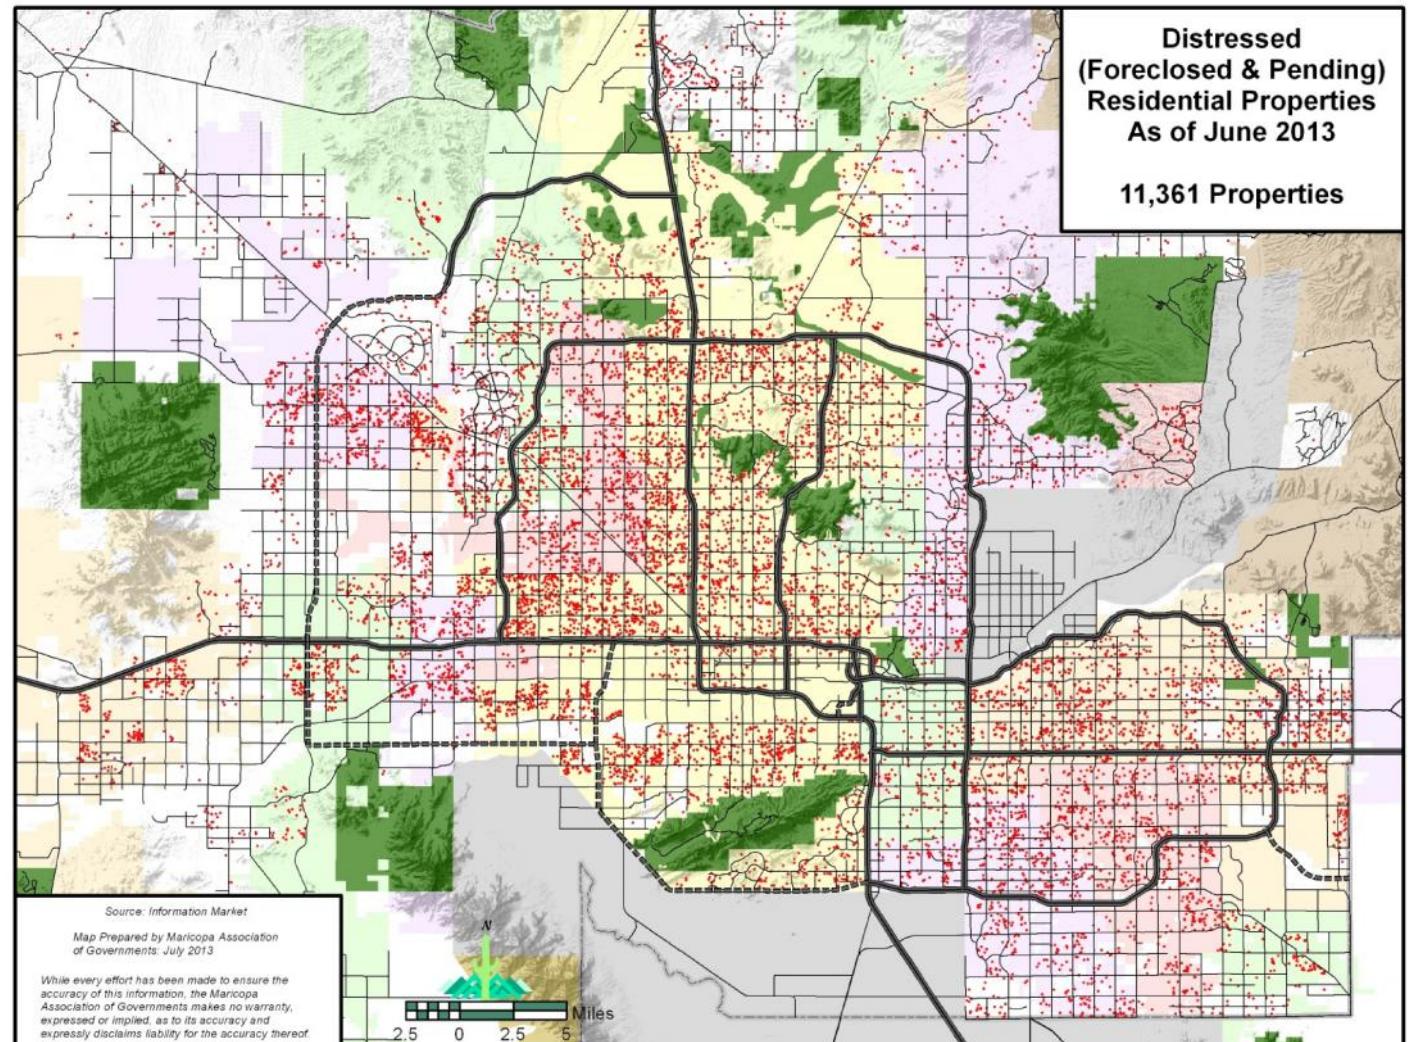 Distressed
(Foreclosed & Pending)
Residential Properties
As of June 2013
11,361 Properties
Source: Information Market
Map Prepared by Maricopa Association
of Governments: July 2013
While every effort has been made to ensure the
accuracy of this information, the Maricopa
Association of Governments makes no warranty,
expressed or implied, as to its accuracy and
expressly disclaims liability for the accuracy thereof.
N
Miles
2.5 0 2.5 5